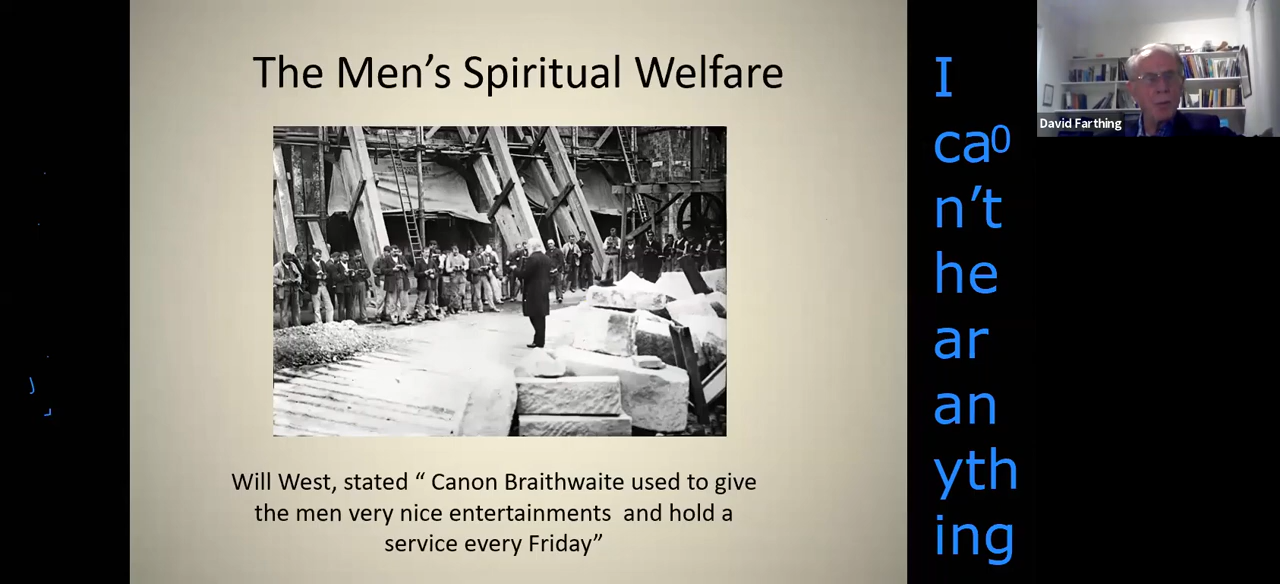 The Men’s Spiritual Welfare
Will West, stated “ Canon Braithwaite used to give
the men very nice entertainments  and hold a
service every Friday”
I
ca0
n’t
he
ar
an
yth
ing
David Farthing